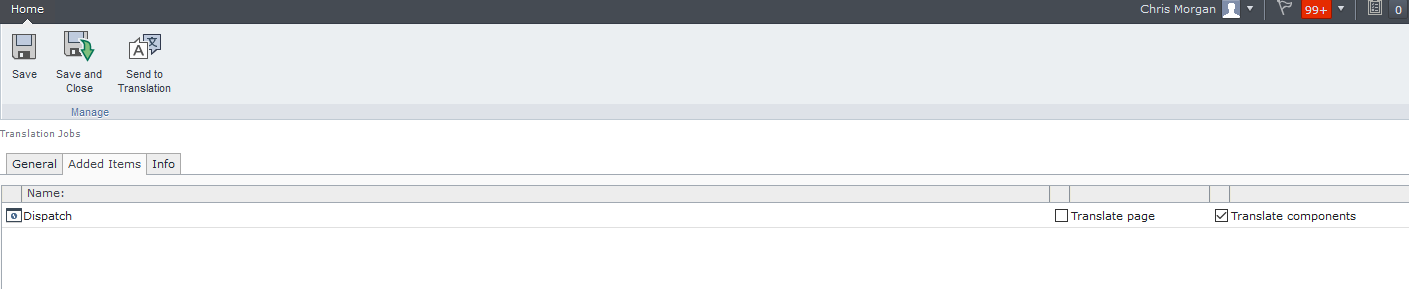 Home
Chris Morgan
99+
0
Save
Save and
Close
Send to
Translation
Manage
Translation Jobs
General
Added Items
Info
Name:
Dispatch
Translate page
Translate components